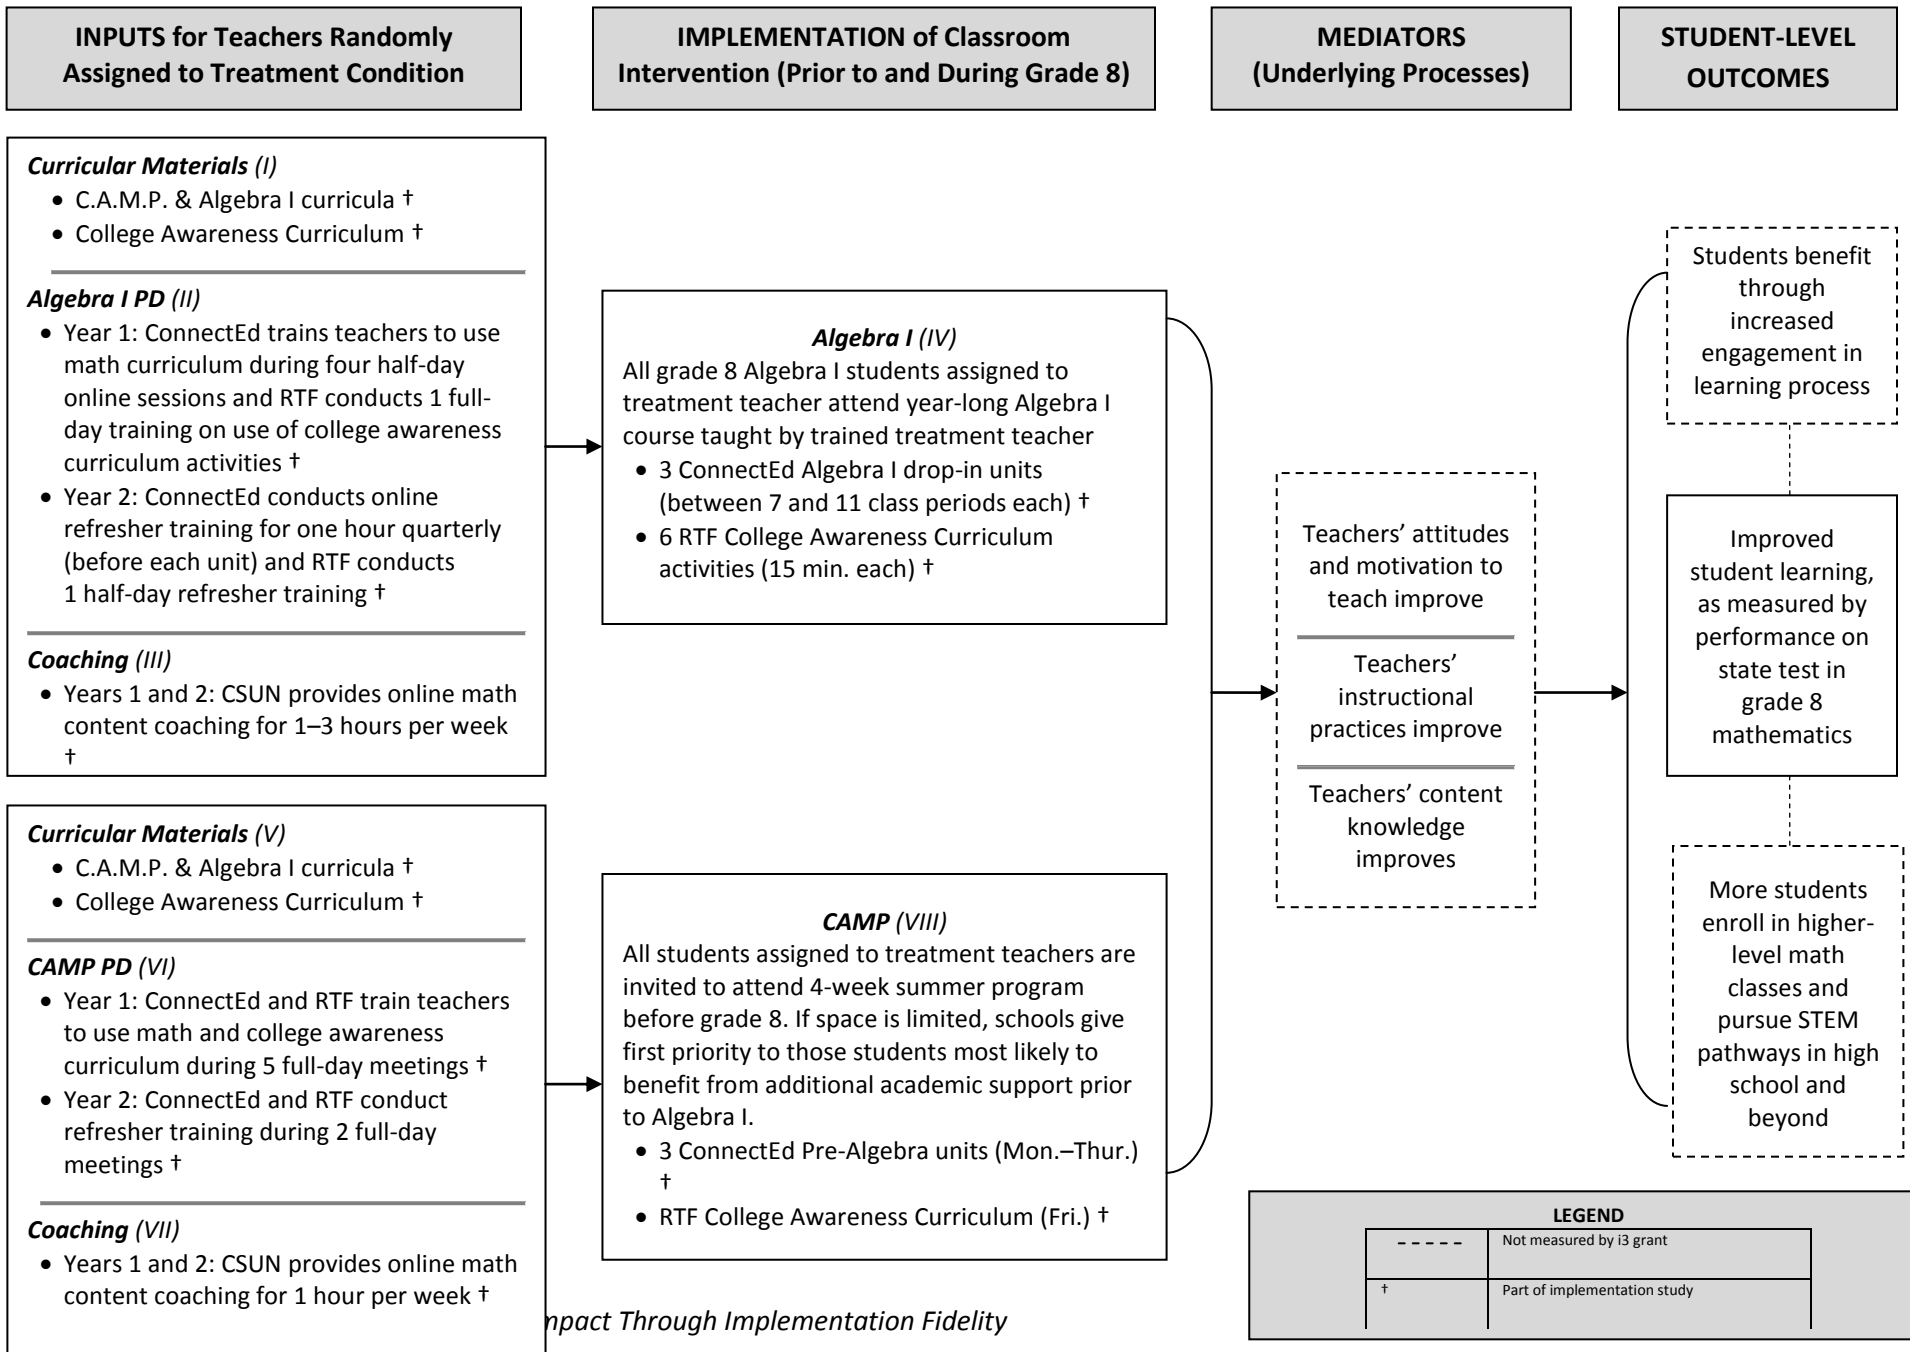 INPUTS for Teachers Randomly
Assigned to Treatment Condition
IMPLEMENTATION of Classroom
Intervention (Prior to and During Grade 8)
MEDIATORS
(Underlying Processes)
STUDENT-LEVEL
OUTCOMES
Curricular Materials (I)
• C.A.M.P. & Algebra I curricula †
• College Awareness Curriculum †
Algebra I PD (II)
• Year 1: ConnectEd trains teachers to use
math curriculum during four half-day
online sessions and RTF conducts 1 full-
day training on use of college awareness
curriculum activities †
• Year 2: ConnectEd conducts online
refresher training for one hour quarterly
(before each unit) and RTF conducts
1 half-day refresher training †
Coaching (III)
• Years 1 and 2: CSUN provides online math
content coaching for 1–3 hours per week
†
Curricular Materials (V)
• C.A.M.P. & Algebra I curricula †
• College Awareness Curriculum †
CAMP PD (VI)
• Year 1: ConnectEd and RTF train teachers
to use math and college awareness
curriculum during 5 full-day meetings †
• Year 2: ConnectEd and RTF conduct
refresher training during 2 full-day
meetings †
Coaching (VII)
• Years 1 and 2: CSUN provides online math
content coaching for 1 hour per week †
Algebra I (IV)
All grade 8 Algebra I students assigned to
treatment teacher attend year-long Algebra I
course taught by trained treatment teacher
• 3 ConnectEd Algebra I drop-in units
(between 7 and 11 class periods each) †
• 6 RTF College Awareness Curriculum
activities (15 min. each) †
CAMP (VIII)
All students assigned to treatment teachers are
invited to attend 4-week summer program
before grade 8. If space is limited, schools give
first priority to those students most likely to
benefit from additional academic support prior
to Algebra I.
• 3 ConnectEd Pre-Algebra units (Mon.–Thur.)
†
• RTF College Awareness Curriculum (Fri.) †
Teachers' attitudes
and motivation to
teach improve
Teachers'
instructional
practices improve
Teachers' content
knowledge
improves
Students benefit
through
increased
engagement in
learning process
Improved
student learning,
as measured by
performance on
state test in
grade 8
mathematics
More students
enroll in higher-
level math
classes and
pursue STEM
pathways in high
school and
beyond
LEGEND
Not measured by i3 grant
† Part of implementation study
mpact Through Implementation Fidelity